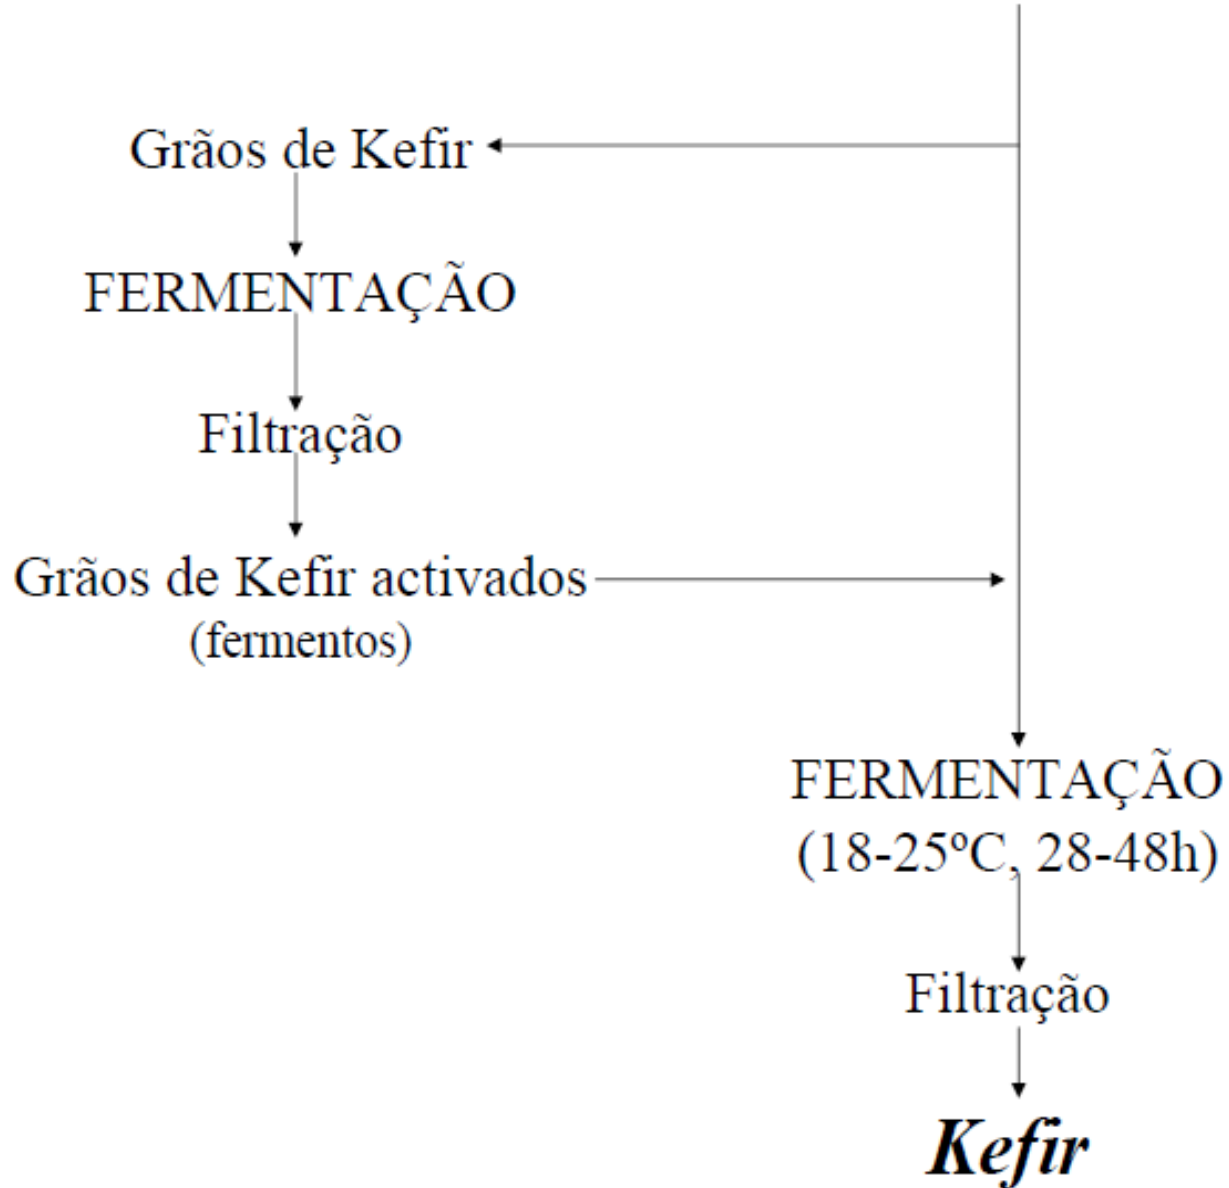 Grãos de Kefir
FERMENTAÇÃO
Filtração
Grãos de Kefir activados
(fermentos)
FERMENTAÇÃO
(18-25ºC, 28-48h)
Filtração
Kefir